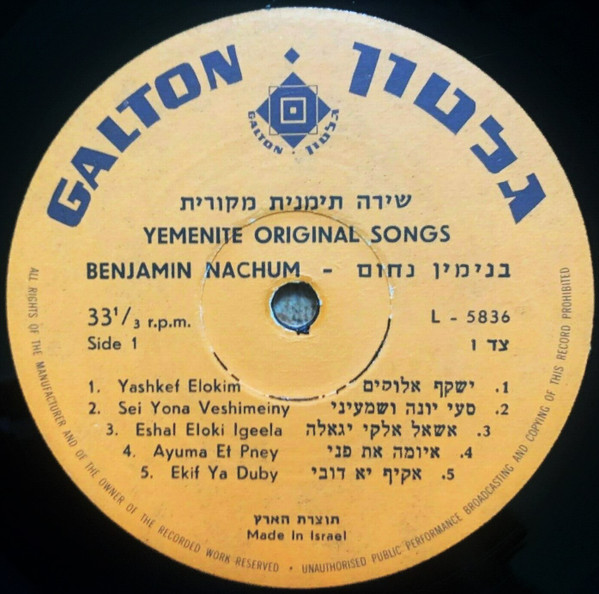 GALTON • גלטון
GALTON • גלטון
שירה תימנית מקורית
YEMENITE ORIGINAL SONGS
BENJAMIN NACHUM - בנימין נחום
33 1/3 r.p.m. L - 5836
Side 1 צד ו
1. Yashkef Elokim ישקף אלוקים .1
2. Sei Yona Veshimeiny סעי יונה ושמעיני .2
3. Eshal Eloki Igeela אשאל אלקי יגאלה .3
4. Ayuma Et Pney איומה את פני .4
5. Ekif Ya Duby אקיף יא דובי .5
תוצרת הארץ
Made In Israel
ALL RIGHTS OF THE MANUFACTURER AND OF THE OWNER OF THE RECORDED WORK RESERVED • UNAUTHORISED PUBLIC PERFORMANCE BROADCASTING AND COPYING OF THIS RECORD PROHIBITED